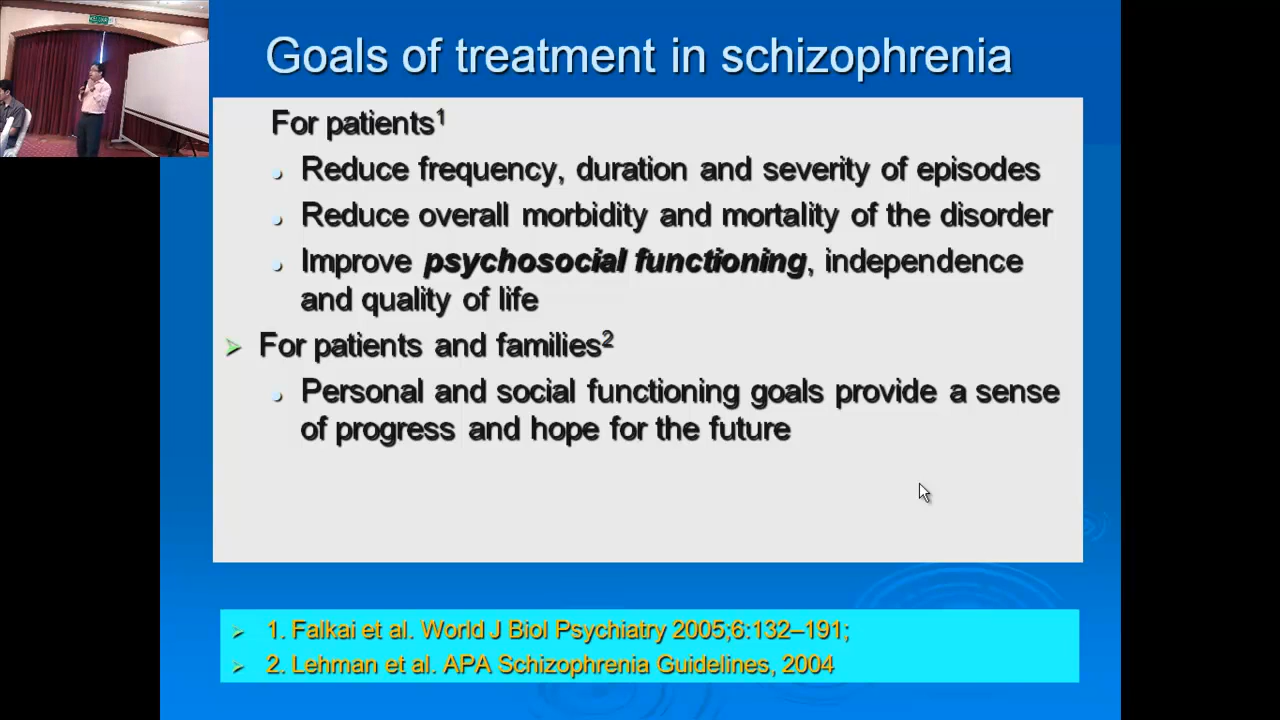 Goals of treatment in schizophrenia
For patients1
Reduce frequency, duration and severity of episodes
Reduce overall morbidity and mortality of the disorder
Improve psychosocial functioning, independence
and quality of life
For patients and families2
Personal and social functioning goals provide a sense
of progress and hope for the future
1. Falkai et al. World J Biol Psychiatry 2005;6:132–191;
2. Lehman et al. APA Schizophrenia Guidelines, 2004